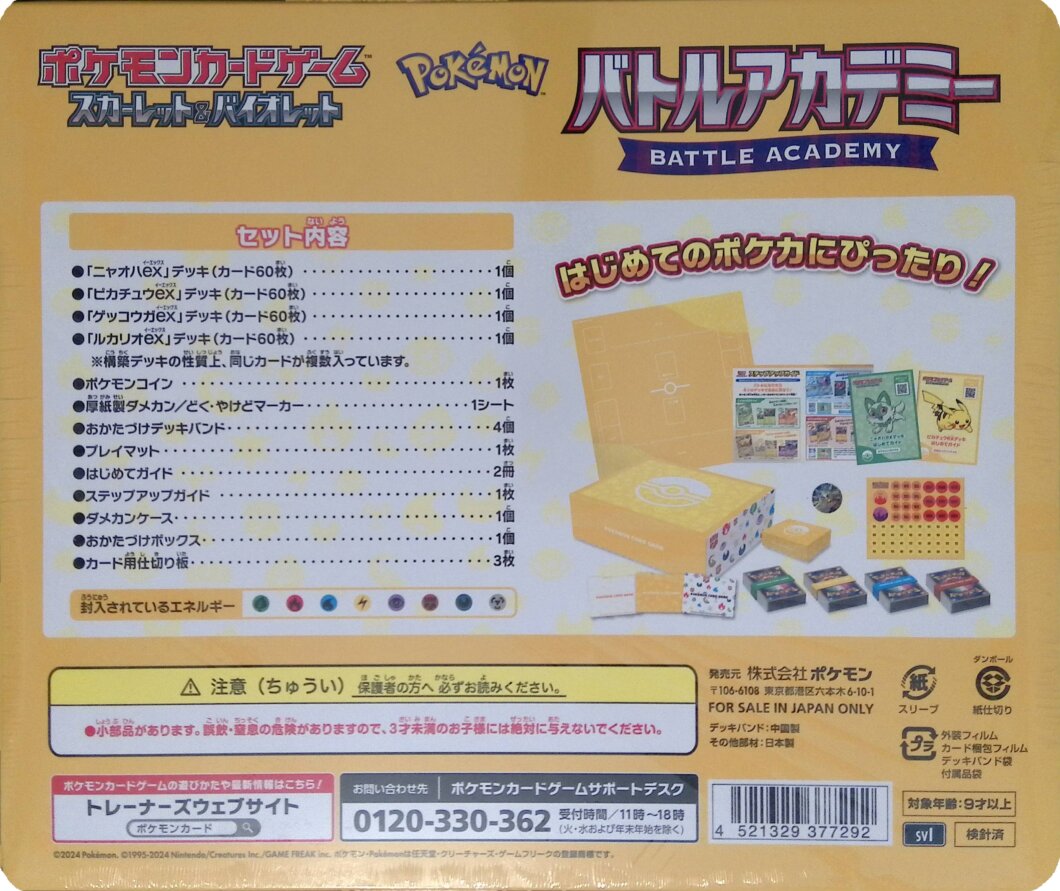 ポケモンカードゲーム™
スカーレット&バイオレット
POKÉMON™
バトルアカデミー
BATTLE ACADEMY
セット内容
●「ニャオハex」デッキ(カード60枚)・・・1個
●「ピカチュウex」デッキ(カード60枚)・・・1個
●「ゲッコウガex」デッキ(カード60枚)・・・1個
●「ルカリオex」デッキ(カード60枚)・・・1個
※構築デッキの性質上、同じカードが複数入っています。
●ポケモンコイン・・・1枚
●厚紙製ダメカン/どく・やけどマーカー・・・1シート
●おかたづけデッキバンド・・・4個
●プレイマット・・・1枚
●はじめてガイド・・・2冊
●ステップアップガイド・・・1枚
●ダメカンケース・・・1個
●おかたづけボックス・・・1個
●カード用仕切り板・・・3枚
封入されているエネルギー
はじめてのポケカにぴったり!
ステップアップガイド
⚠ 注意(ちゅうい) 保護者の方へ 必ずお読みください。
●小部品があります。誤飲・窒息の危険がありますので、3才未満のお子様には絶対に与えないでください。
発売元 株式会社ポケモン
〒106-6108 東京都港区六本木6-10-1
FOR SALE IN JAPAN ONLY
デッキバンド:中国製
その他部材:日本製
紙
スリーブ
ダンボール
紙仕切り
プラ
外装フィルム
カード梱包フィルム
デッキバンド袋
付属品袋
ポケモンカードゲームの遊びかたや最新情報はこちら!
トレーナーズウェブサイト
ポケモンカード
お問い合わせ先
ポケモンカードゲームサポートデスク
0120-330-362
受付時間/11時~18時
(火・水および年末年始を除く)
4 521329 377292
対象年齢:9才以上
svI
検針済
©2024 Pokémon. ©1995-2024 Nintendo/Creatures Inc./GAME FREAK inc. ポケモン・Pokémonは任天堂・クリーチャーズ・ゲームフリークの登録商標です。